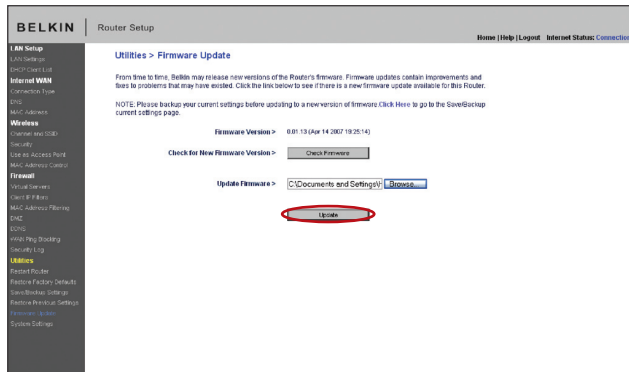 BELKIN
Router Setup
Home | Help | Logout Internet Status: Connection
LAN Setup
LAN Settings
DHCP Client List
Internet WAN
Connection Type
DNS
MAC Address
Wireless
Channel and SSID
Security
Use as Access Point
MAC Address Control
Firewall
Virtual Servers
Client IP Filters
MAC Address Filtering
DMZ
DDNS
WAN Ping Blocking
Security Log
Utilities
Restart Router
Restore Factory Defaults
Save/Backup Settings
Restore Previous Settings
Firmware Update
System Settings
Utilities > Firmware Update
From time to time, Belkin may release new versions of the Router's firmware. Firmware updates contain improvements and
fixes to problems that may have existed. Click the link below to see if there is a new firmware update available for this Router.
NOTE: Please backup your current settings before updating to a new version of firmware.Click Here to go to the Save/Backup
current settings page.
Firmware Version > 0.01.13 (Apr 14 2007 19:25:14)
Check for New Firmware Version > Check Firmware
Update Firmware > C:\Documents and Settings\H Browse...
Update